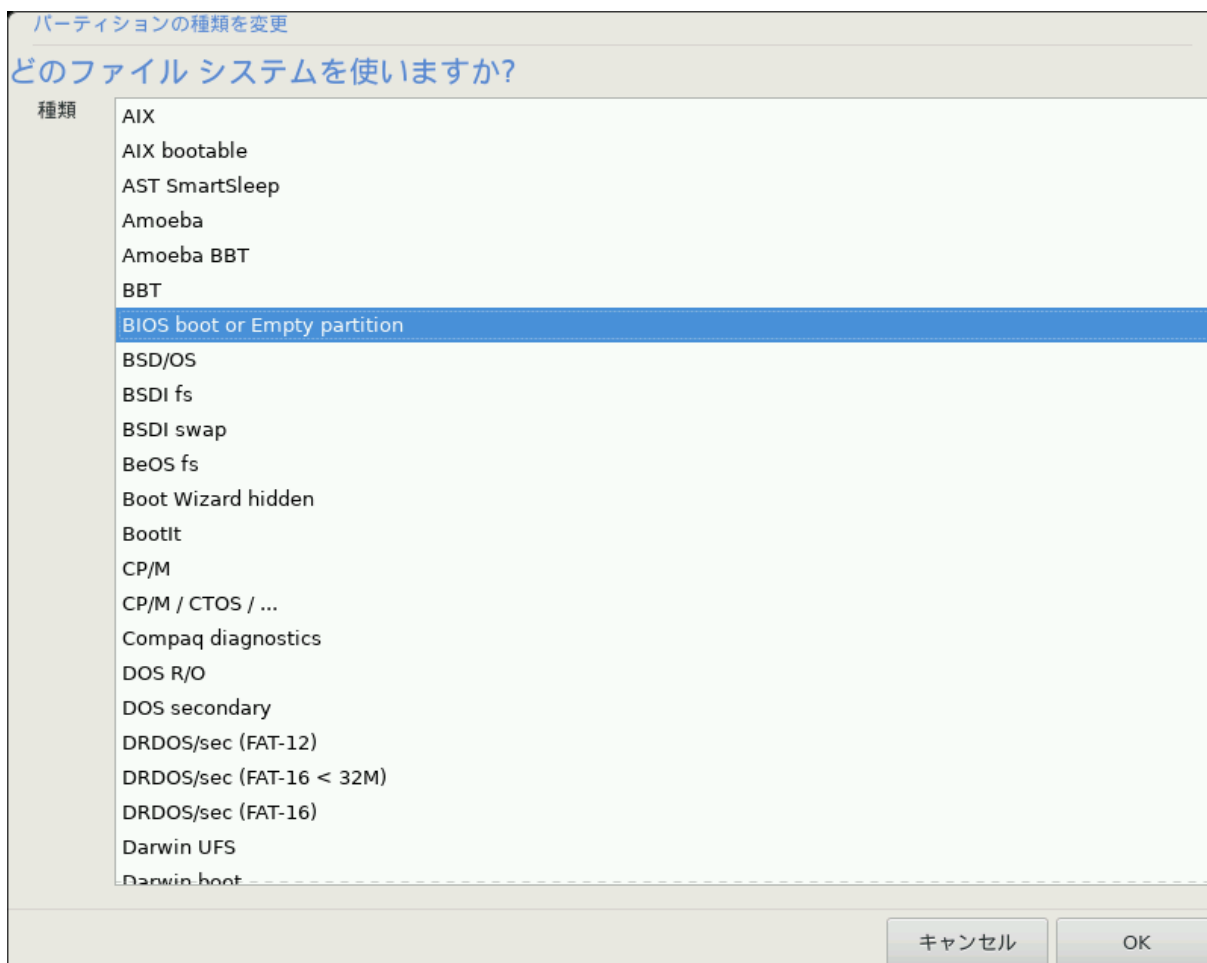 パーティションの種類を変更
どのファイル システムを使いますか?
種類
AIX
AIX bootable
AST SmartSleep
Amoeba
Amoeba BBT
BBT
BIOS boot or Empty partition
BSD/OS
BSDI fs
BSDI swap
BeOS fs
Boot Wizard hidden
BootIt
CP/M
CP/M / CTOS / ...
Compaq diagnostics
DOS R/O
DOS secondary
DRDOS/sec (FAT-12)
DRDOS/sec (FAT-16 < 32M)
DRDOS/sec (FAT-16)
Darwin UFS
Darwin boot
キャンセル
OK